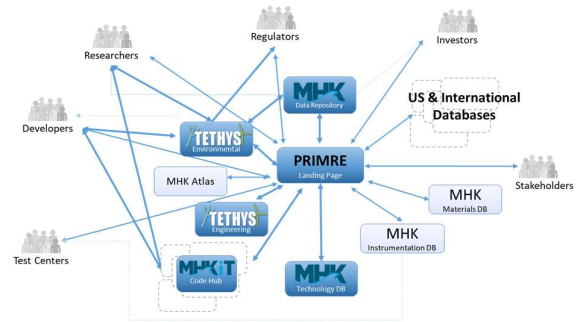 Regulators
Investors
Researchers
MHK
Data Repository
US & International
Databases
Developers
TETHYS
Environmental
PRIMRE
Landing Page
MHK Atlas
Stakeholders
MHK
Materials DB
TETHYS
Engineering
MHK
Instrumentation DB
Test Centers
MHKiT
Code Hub
MHK
Technology DB